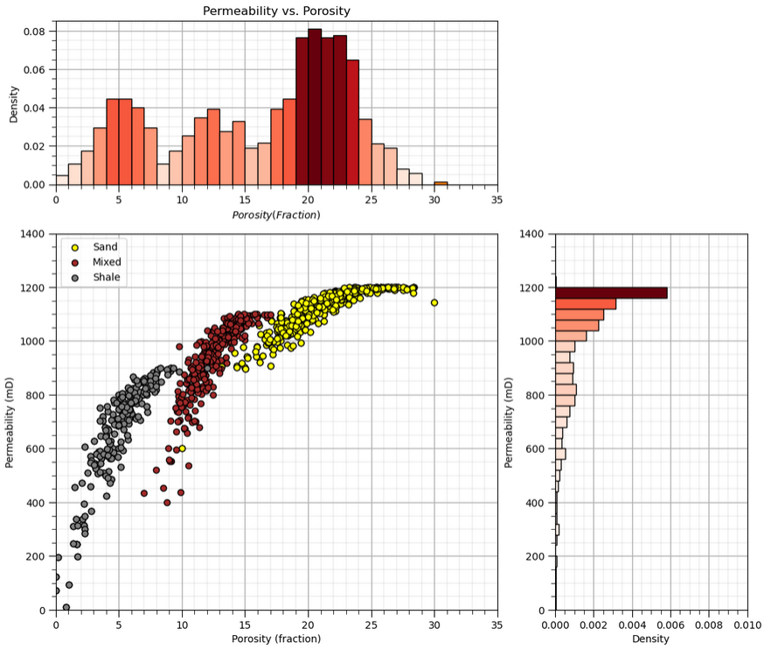 Permeability vs. Porosity
Density
0.08
0.06
0.04
0.02
0.00
0 5 10 15 20 25 30 35
Porosity(Fraction)
Permeability (mD)
1400
1200
1000
800
600
400
200
0
Sand
Mixed
Shale
0 5 10 15 20 25 30 35
Porosity (fraction)
Permeability (mD)
1400
1200
1000
800
600
400
200
0
0.000 0.002 0.004 0.006 0.008 0.010
Density